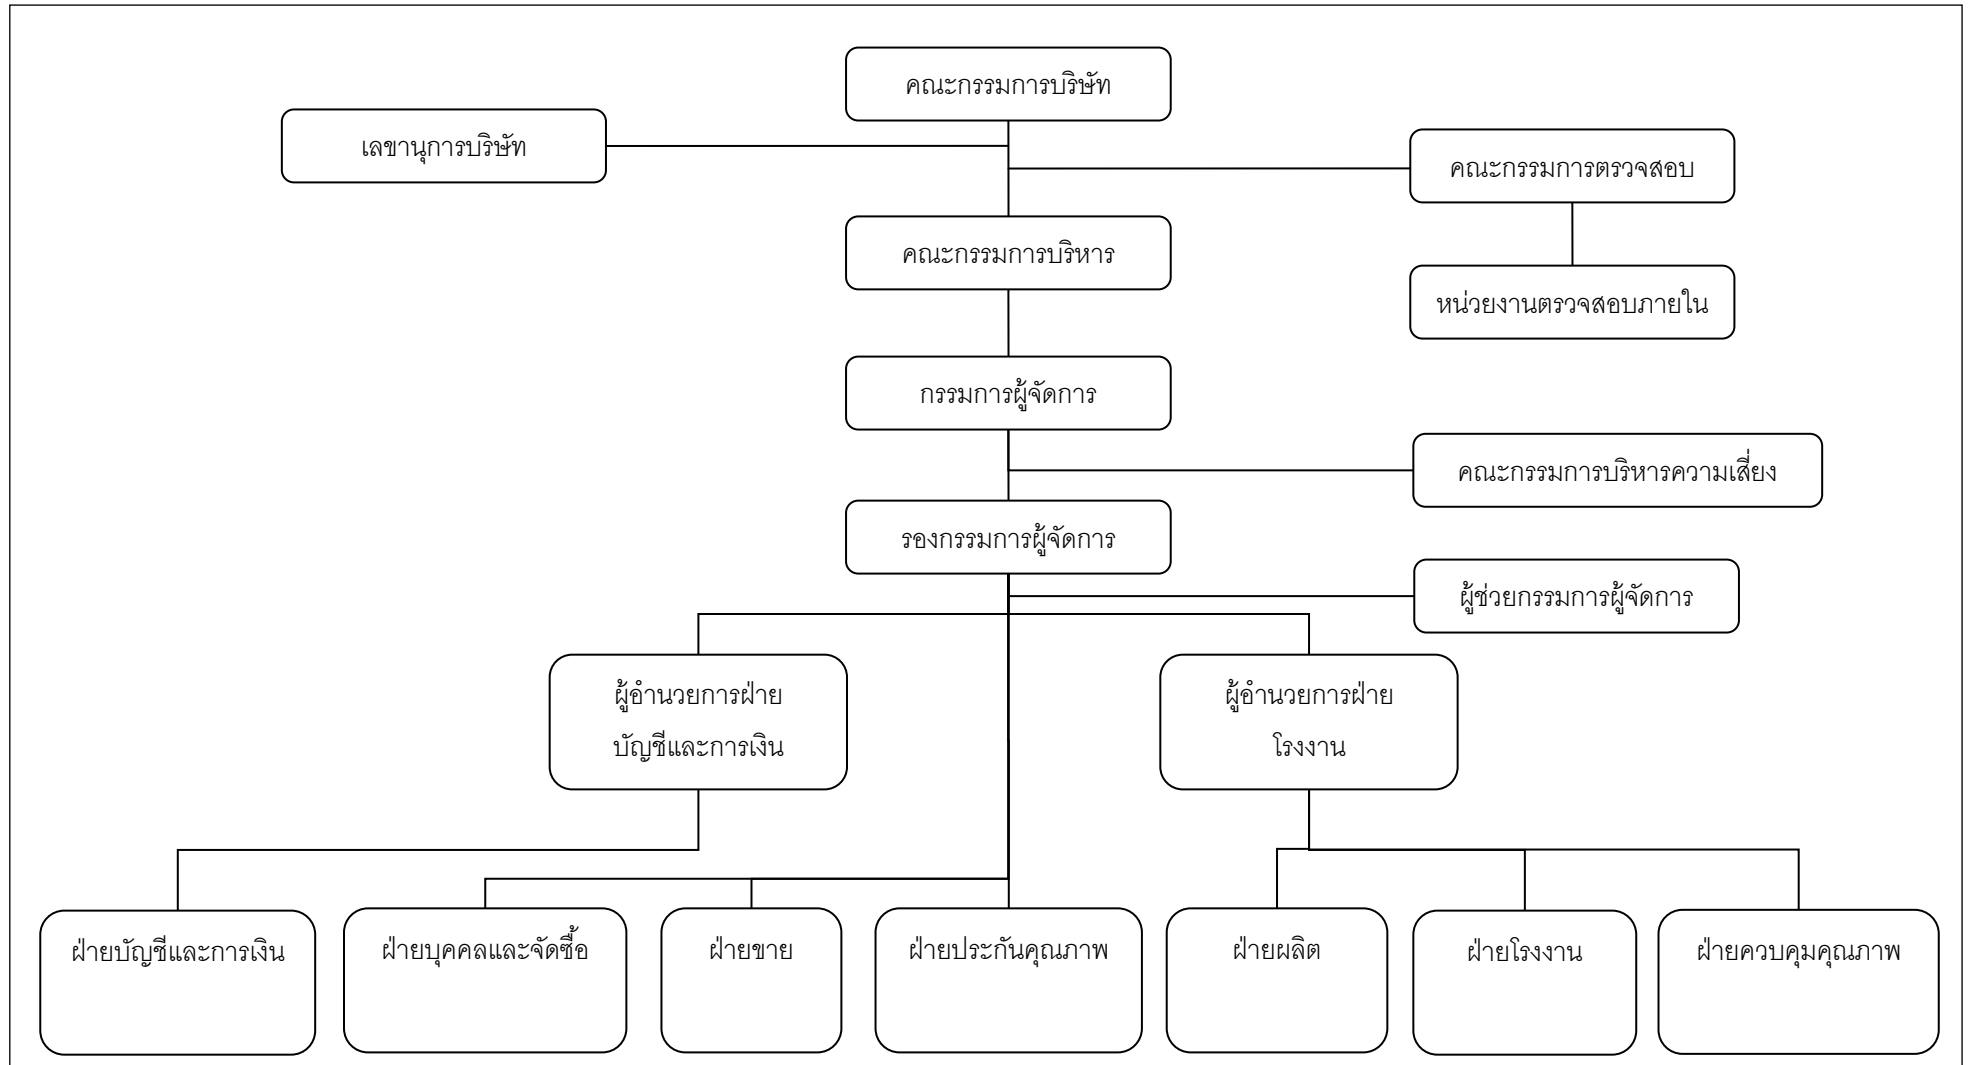 คณะกรรมการบริษัท
เลขานุการบริษัท
คณะกรรมการตรวจสอบ
คณะกรรมการบริหาร
หน่วยงานตรวจสอบภายใน
กรรมการผู้จัดการ
คณะกรรมการบริหารความเสี่ยง
รองกรรมการผู้จัดการ
ผู้ช่วยกรรมการผู้จัดการ
ผู้อำนวยการฝ่าย
บัญชีและการเงิน
ผู้อำนวยการฝ่าย
โรงงาน
ฝ่ายบัญชีและการเงิน
ฝ่ายบุคคลและจัดซื้อ
ฝ่ายขาย
ฝ่ายประกันคุณภาพ
ฝ่ายผลิต
ฝ่ายโรงงาน
ฝ่ายควบคุมคุณภาพ